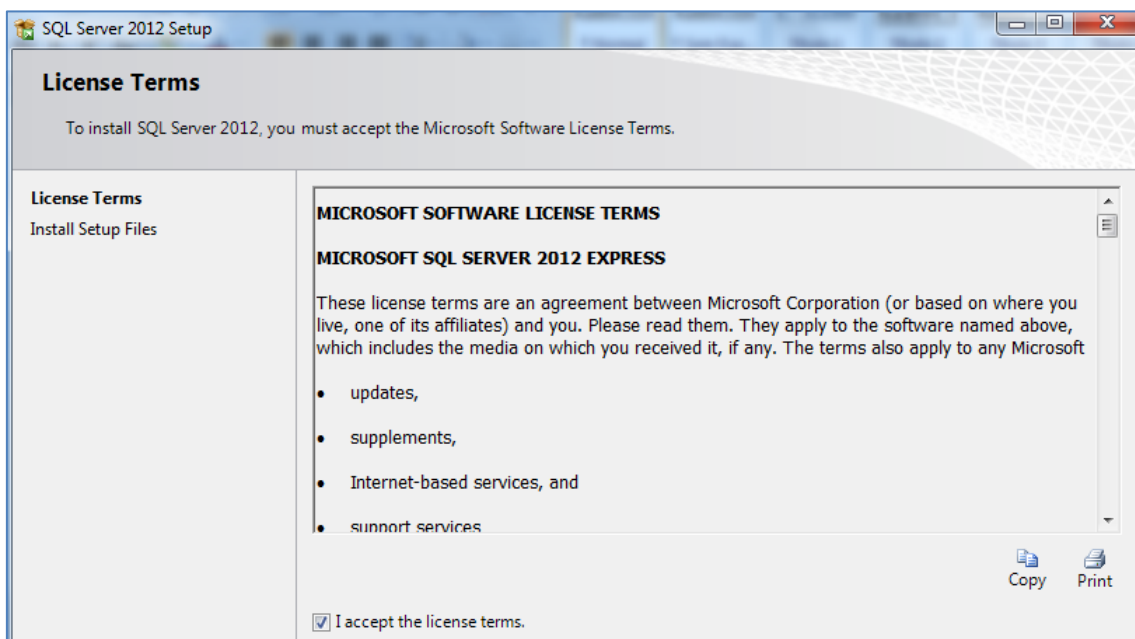 SQL Server 2012 Setup
License Terms
To install SQL Server 2012, you must accept the Microsoft Software License Terms.
License Terms
Install Setup Files
MICROSOFT SOFTWARE LICENSE TERMS
MICROSOFT SQL SERVER 2012 EXPRESS
These license terms are an agreement between Microsoft Corporation (or based on where you
live, one of its affiliates) and you. Please read them. They apply to the software named above,
which includes the media on which you received it, if any. The terms also apply to any Microsoft
• updates,
• supplements,
• Internet-based services, and
• support services
Copy Print
I accept the license terms.